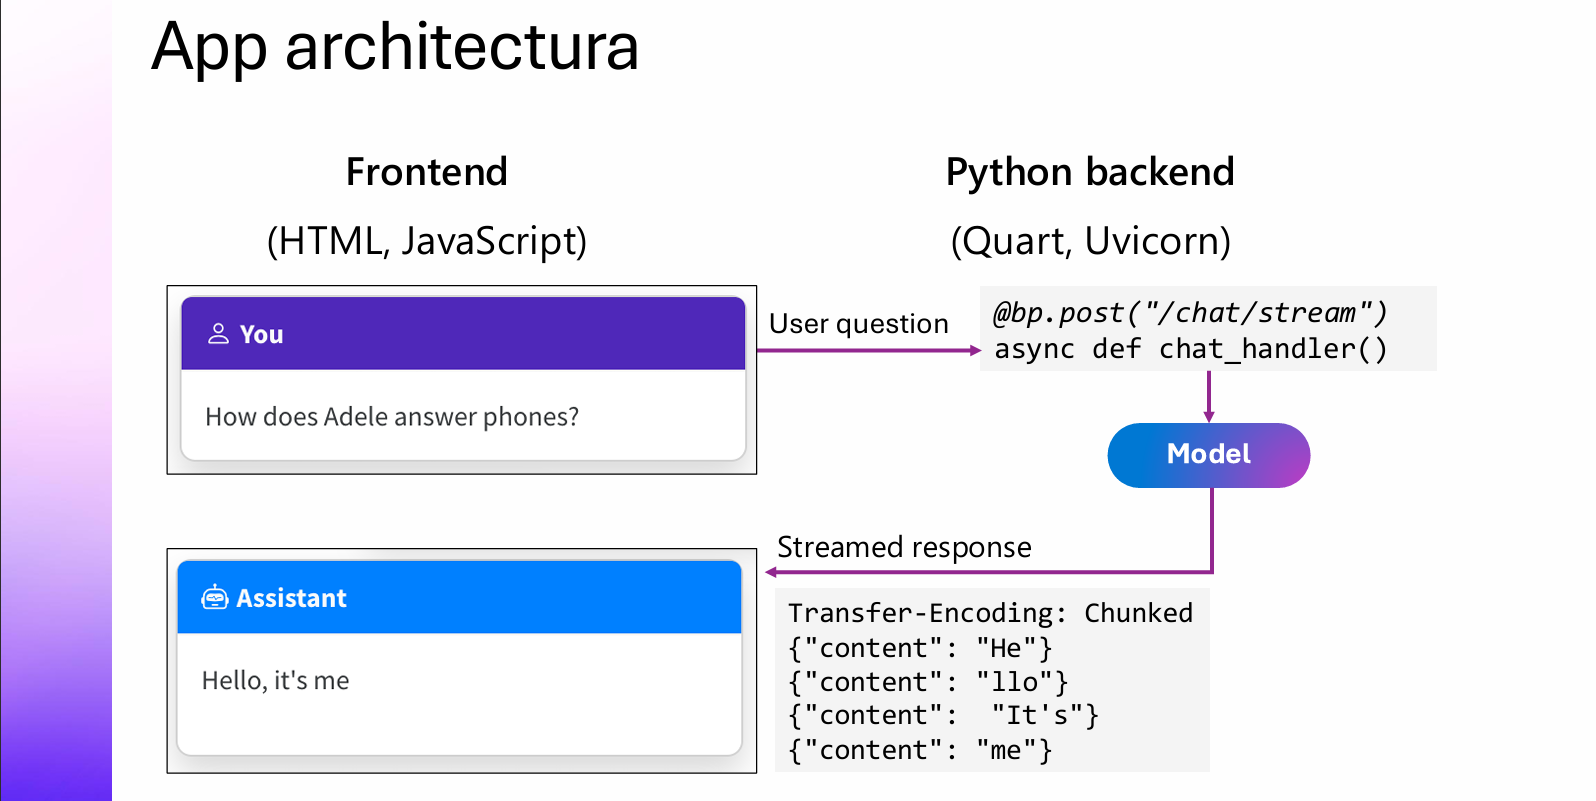 App architectura
Frontend
(HTML, JavaScript)
Python backend
(Quart, Uvicorn)
You
How does Adele answer phones?
User question
@bp.post("/chat/stream")
async def chat_handler()
Model
Streamed response
Assistant
Hello, it's me
Transfer-Encoding: Chunked
{"content": "He"}
{"content": "llo"}
{"content":  "It's"}
{"content": "me"}